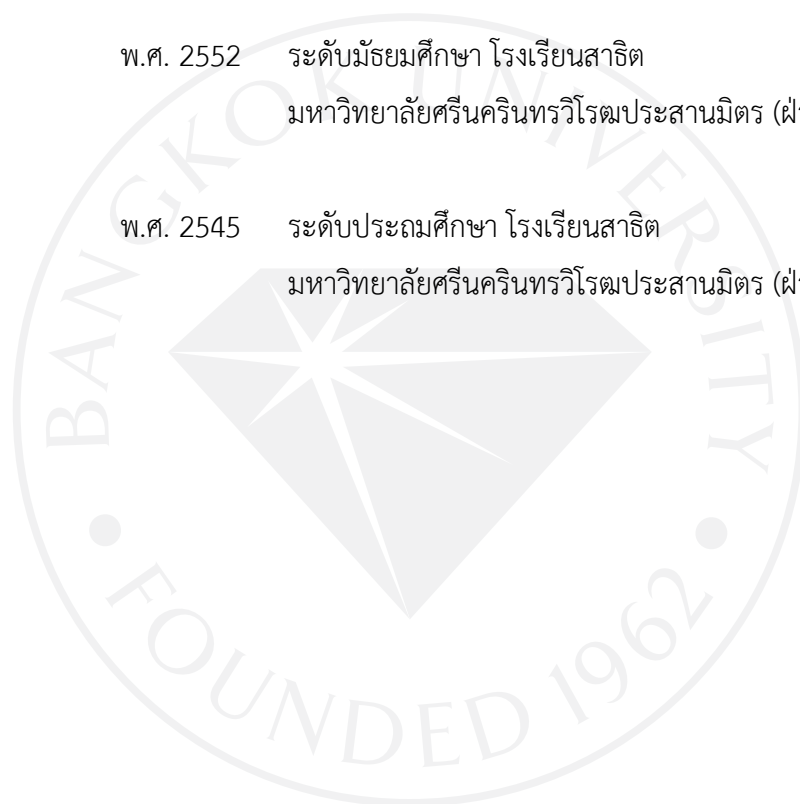 พ.ศ. 2552 ระดับมัธยมศึกษา โรงเรียนสาธิต
มหาวิทยาลัยศรีนครินทรวิโรฒประสานมิตร
พ.ศ. 2545 ระดับประถมศึกษา โรงเรียนสาธิต
มหาวิทยาลัยศรีนครินทรวิโรฒประสานมิตร
BANGKOK UNIVERSITY
FOUNDED 1962